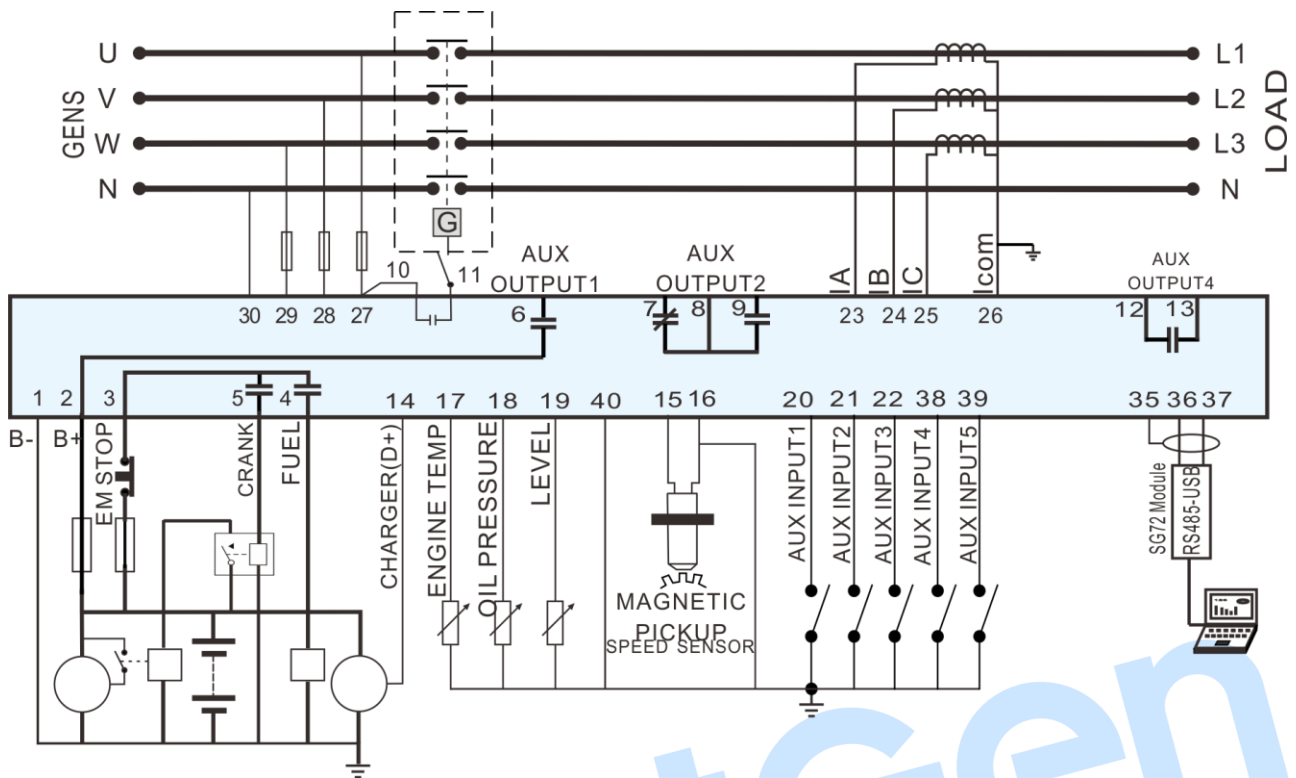 U
L1
GENS
V
L2
LOAD
W
L3
N
N
G
AUX
OUTPUT1
AUX
OUTPUT2
IA
IB
IC
Icom
AUX
OUTPUT4
10
11
30
29
28
27
6
7
8
9
23
24
25
26
12
13
1
2
3
5
4
14
17
18
19
40
15
16
20
21
22
38
39
35
36
37
B-
B+
EM STOP
CRANK
FUEL
CHARGER(D+)
ENGINE TEMP
OIL PRESSURE
LEVEL
MAGNETIC
PICKUP
SPEED SENSOR
AUX INPUT1
AUX INPUT2
AUX INPUT3
AUX INPUT4
AUX INPUT5
SG72 Module
RS485-USB
tGen